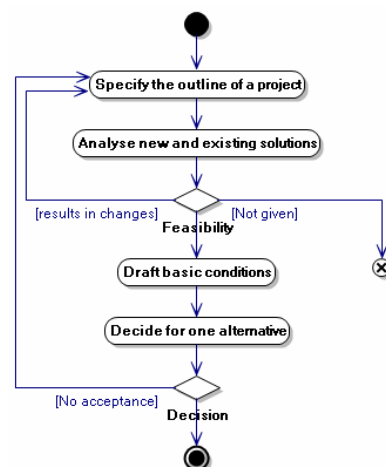 Specify the outline of a project
Analyse new and existing solutions
[results in changes]
[Not given]
Feasibility
Draft basic conditions
Decide for one alternative
[No acceptance]
Decision